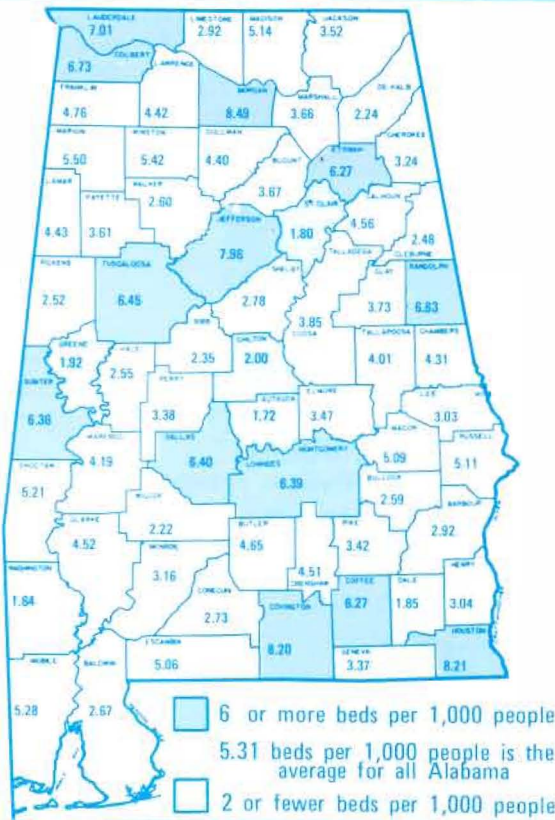 LAUDERDALE
7.01
LIMESTONE
2.92
MADISON
5.14
JACKSON
3.52
COLBERT
6.73
LAWRENCE
4.42
FRANKLIN
4.76
MORGAN
8.49
MARSHALL
3.66
DE KALB
2.24
MARION
5.50
WINSTON
5.42
CULLMAN
4.40
BLOUNT
3.67
ETOWAH
6.27
CHEROKEE
3.24
LAMAR
4.43
FAYETTE
3.61
WALKER
2.60
JEFFERSON
7.96
ST. CLAIR
1.80
CALHOUN
4.56
2.48
CLEBURNE
PICKENS
2.52
TUSCALOOSA
6.45
SHELBY
2.78
TALLADEGA
3.85
COOSA
CLAY
3.73
RANDOLPH
6.83
GREENE
1.92
HALE
2.55
BIBB
2.35
CHILTON
2.00
TALLAPOOSA
4.01
CHAMBERS
4.31
SUMTER
6.36
PERRY
3.38
AUTAUGA
1.72
ELMORE
3.47
LEE
3.03
MARENGO
4.19
DALLAS
6.40
LOWNDES
MONTGOMERY
6.39
MACON
5.09
RUSSELL
5.11
CHOCTAW
5.21
WILCOX
2.22
BULLOCK
2.59
BARBOUR
2.92
CLARKE
4.52
BUTLER
4.65
4.51
CRENSHAW
PIKE
3.42
WASHINGTON
1.64
MONROE
3.16
CONECUH
2.73
COFFEE
6.27
DALE
1.85
HENRY
3.04
ESCAMBIA
5.06
COVINGTON
8.20
GENEVA
3.37
HOUSTON
8.21
MOBILE
5.28
BALDWIN
2.67
6 or more beds per 1,000 people
5.31 beds per 1,000 people is the
average for all Alabama
2 or fewer beds per 1,000 people